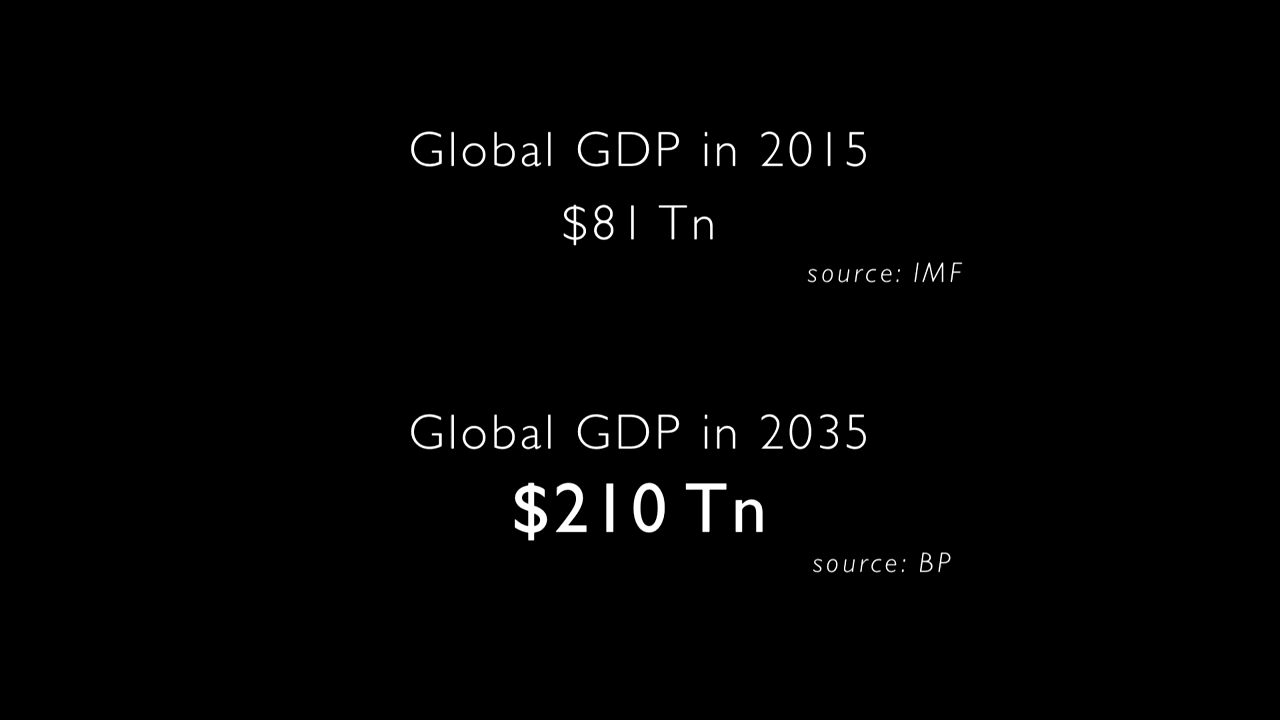 Global GDP in 2015
$81 Tn
source: IMF
Global GDP in 2035
$210 Tn
source: BP